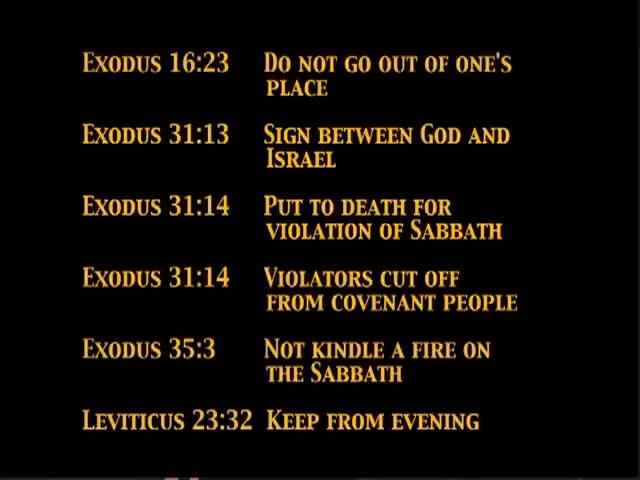 Exodus 16:23 Do not go out of one's
place
Exodus 31:13 Sign between God and
Israel
Exodus 31:14 Put to death for
violation of Sabbath
Exodus 31:14 Violators cut off
from covenant people
Exodus 35:3 Not kindle a fire on
the Sabbath
Leviticus 23:32 Keep from evening